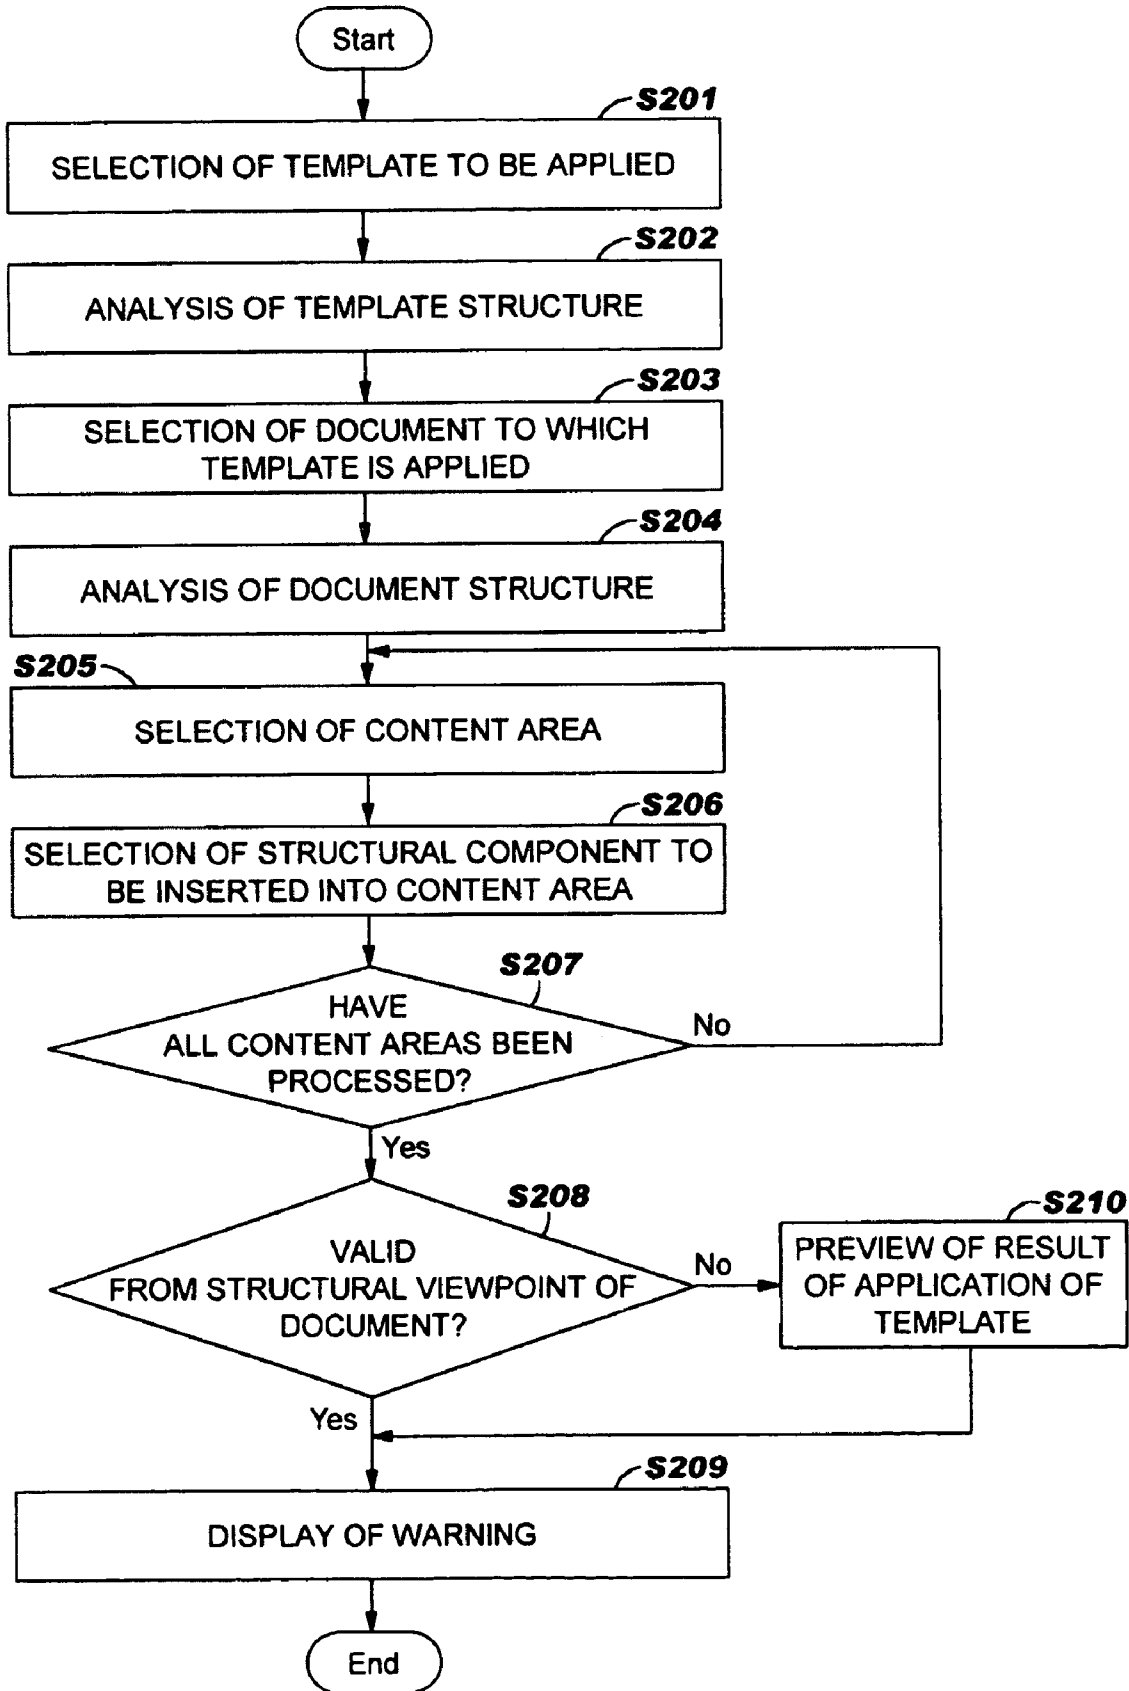 Start
S201
SELECTION OF TEMPLATE TO BE APPLIED
S202
ANALYSIS OF TEMPLATE STRUCTURE
S203
SELECTION OF DOCUMENT TO WHICH
TEMPLATE IS APPLIED
S204
ANALYSIS OF DOCUMENT STRUCTURE
S205
SELECTION OF CONTENT AREA
S206
SELECTION OF STRUCTURAL COMPONENT TO
BE INSERTED INTO CONTENT AREA
S207
HAVE
ALL CONTENT AREAS BEEN
PROCESSED?
No
Yes
S208
VALID
FROM STRUCTURAL VIEWPOINT OF
DOCUMENT?
No
S210
PREVIEW OF RESULT
OF APPLICATION OF
TEMPLATE
Yes
S209
DISPLAY OF WARNING
End